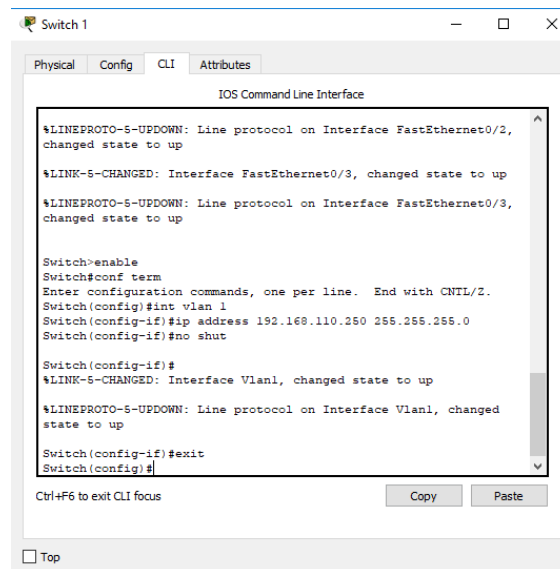 Switch 1
Physical Config CLI Attributes
IOS Command Line Interface
%LINEPROTO-5-UPDOWN: Line protocol on Interface FastEthernet0/2,
changed state to up
%LINK-5-CHANGED: Interface FastEthernet0/3, changed state to up
%LINEPROTO-5-UPDOWN: Line protocol on Interface FastEthernet0/3,
changed state to up
Switch>enable
Switch#conf term
Enter configuration commands, one per line. End with CNTL/Z.
Switch(config)#int vlan 1
Switch(config-if)#ip address 192.168.110.250 255.255.255.0
Switch(config-if)#no shut
Switch(config-if)#
%LINK-5-CHANGED: Interface Vlan1, changed state to up
%LINEPROTO-5-UPDOWN: Line protocol on Interface Vlan1, changed
state to up
Switch(config-if)#exit
Switch(config)#
Ctrl+F6 to exit CLI focus
Copy Paste
Top